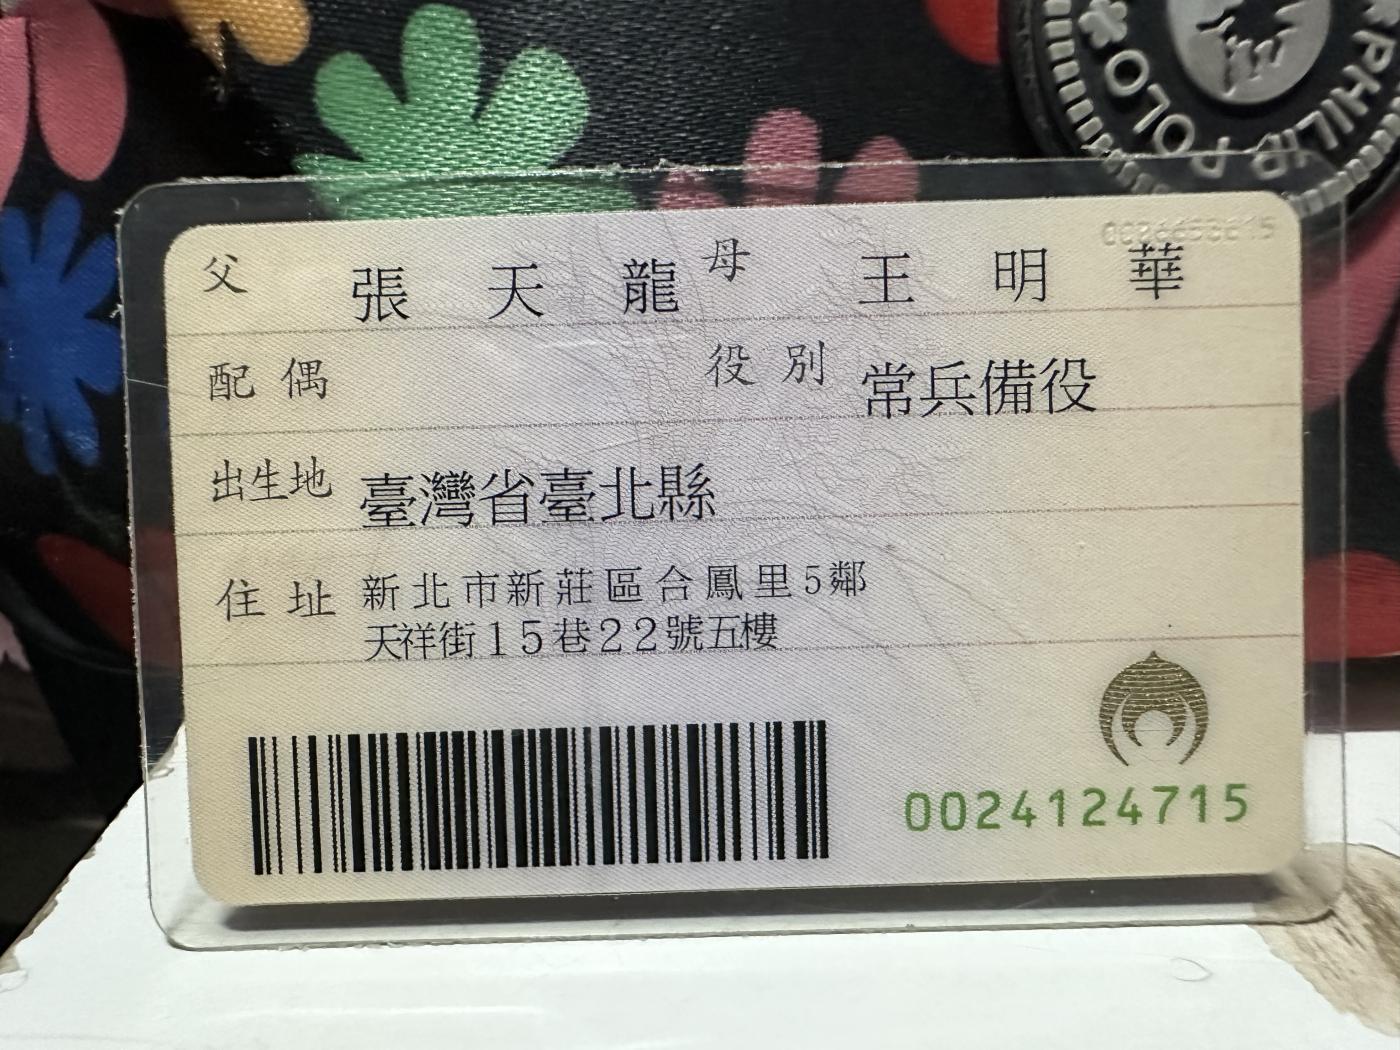 PHILIP POLO
0026653615
父 張天龍 母 王明華
配偶 役別 常兵備役
出生地 臺灣省臺北縣
住址 新北市新莊區合鳳里5鄰
天祥街15巷22號五樓
0024124715